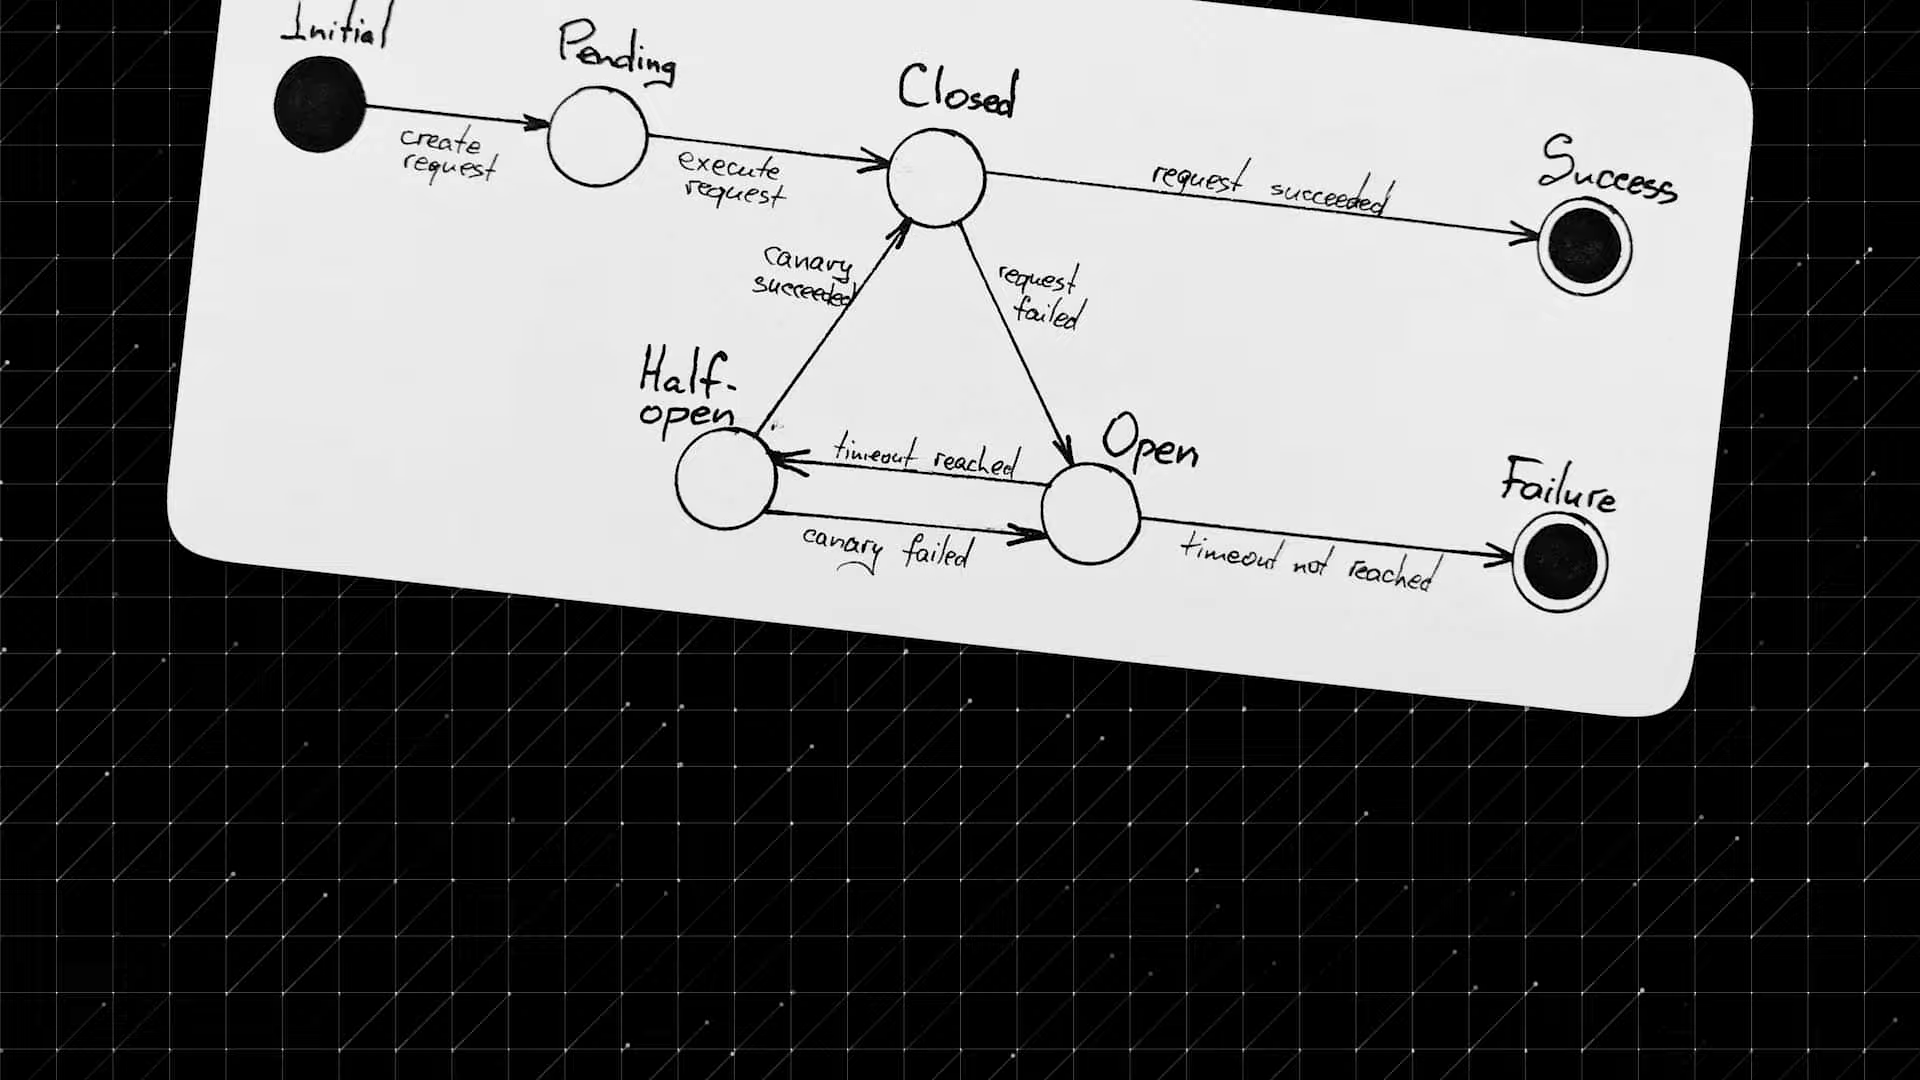 Initial
Pending
Closed
Success
create
request
execute
request
request succeeded
canary
succeeded
request
failed
Half-
open
Open
Failure
timeout reached
canary failed
timeout not reached